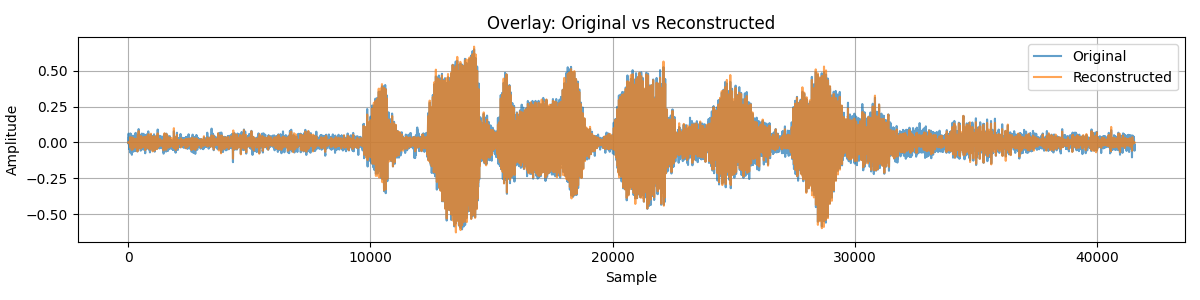 Overlay: Original vs Reconstructed
Original
Reconstructed
Amplitude
0.50
0.25
0.00
−0.25
−0.50
0 10000 20000 30000 40000
Sample